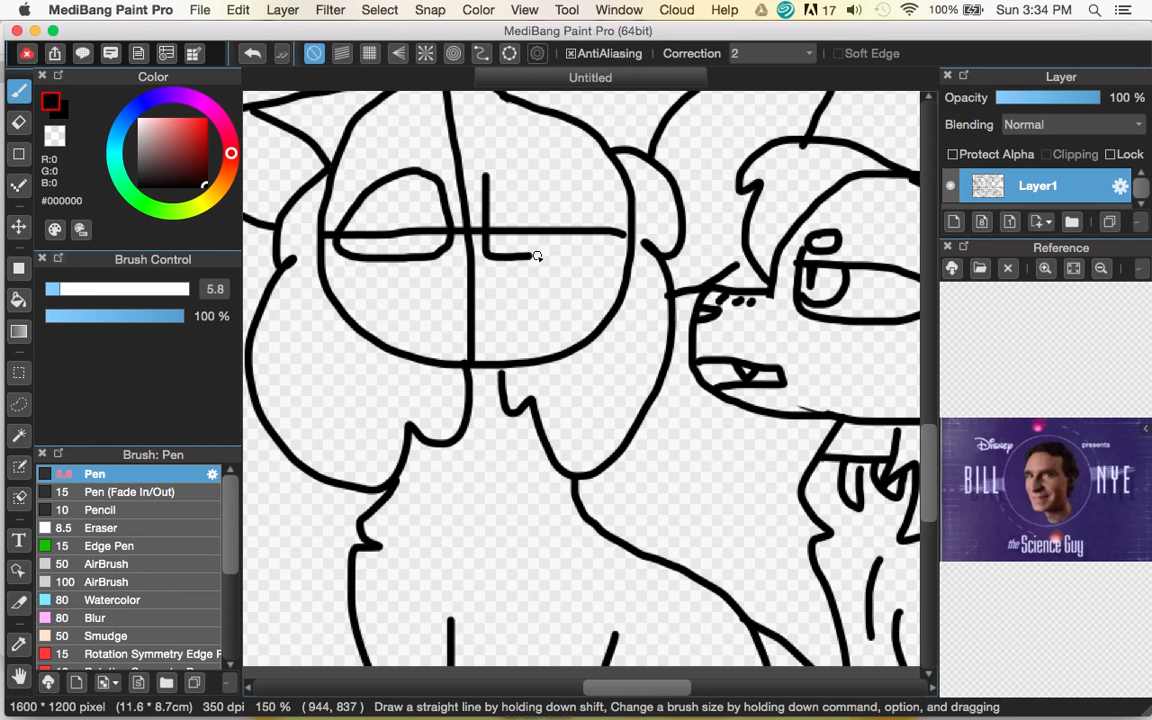 MediBang Paint Pro File Edit Layer Filter Select Snap Color View Tool Window Cloud Help 17 100% Sun 3:34 PM
MediBang Paint Pro (64bit)
AntiAliasing Correction 2 Soft Edge
Untitled
Color
R:0
G:0
B:0
#000000
Brush Control
5.8
100 %
Brush: Pen
5.8 Pen
15 Pen (Fade In/Out)
10 Pencil
8.5 Eraser
15 Edge Pen
50 AirBrush
100 AirBrush
80 Watercolor
80 Blur
50 Smudge
15 Rotation Symmetry Edge
Layer
Opacity 100 %
Blending Normal
Protect Alpha Clipping Lock
Layer1
Reference
Disney presents
BILL NYE
the Science Guy
1600 * 1200 pixel (11.6 * 8.7cm) 350 dpi 150 % ( 944, 837 ) Draw a straight line by holding down shift, Change a brush size by holding down command, option, and dragging